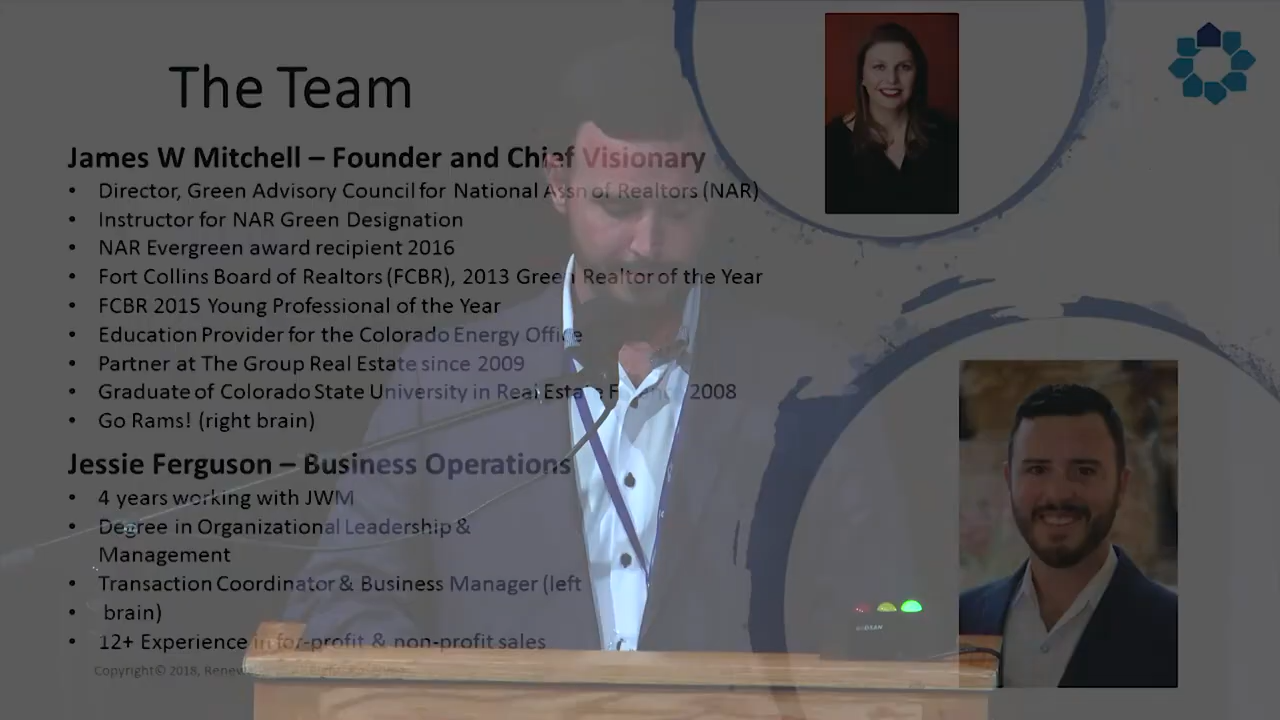 The Team
James W Mitchell – Founder and Chief Visionary
• Director, Green Advisory Council for National Assn of Realtors (NAR)
• Instructor for NAR Green Designation
• NAR Evergreen award recipient 2016
• Fort Collins Board of Realtors (FCBR), 2013 Green Realtor of the Year
• FCBR 2015 Young Professional of the Year
• Education Provider for the Colorado Energy Office
• Partner at The Group Real Estate since 2009
• Graduate of Colorado State University in Real Estate 2008
• Go Rams! (right brain)
Jessie Ferguson – Business Operations
• 4 years working with JWM
• Degree in Organizational Leadership &
Management
• Transaction Coordinator & Business Manager (left
• brain)
• 12+ Experience in for-profit & non-profit sales
Copyright© 2018,